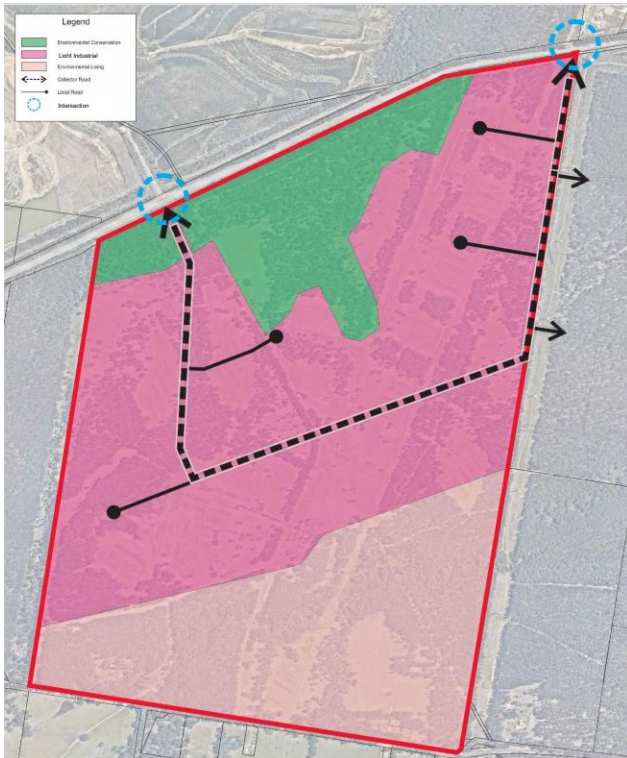 Legend
Environmental Conservation
Light Industrial
Environmental Living
Collector Road
Local Road
Intersection